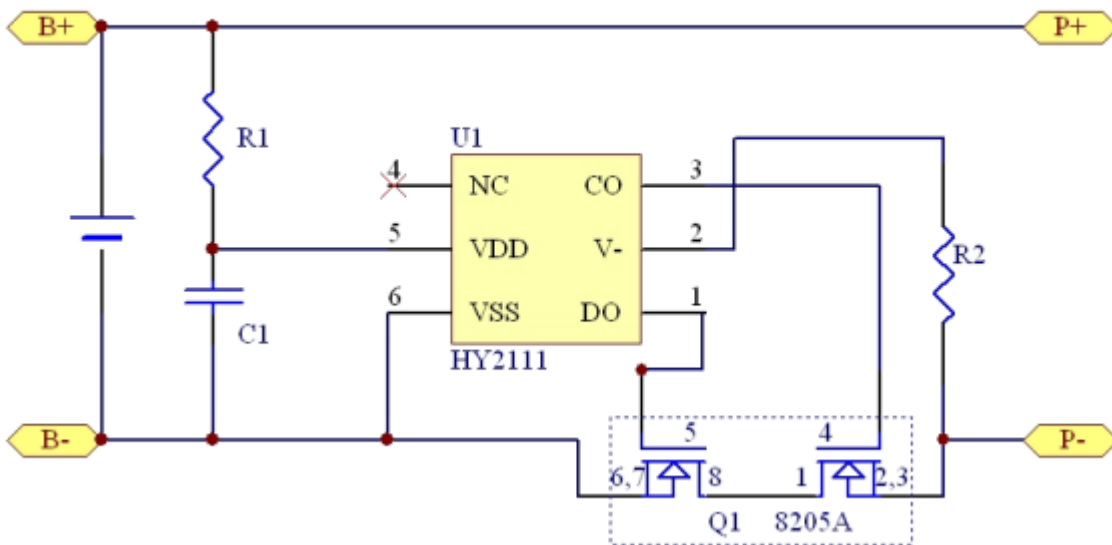 B+
P+
R1
U1
4
NC
CO
3
5
VDD
V-
2
R2
6
VSS
DO
1
C1
HY2111
B-
P-
5
4
6,7
8
1
2,3
Q1
8205A